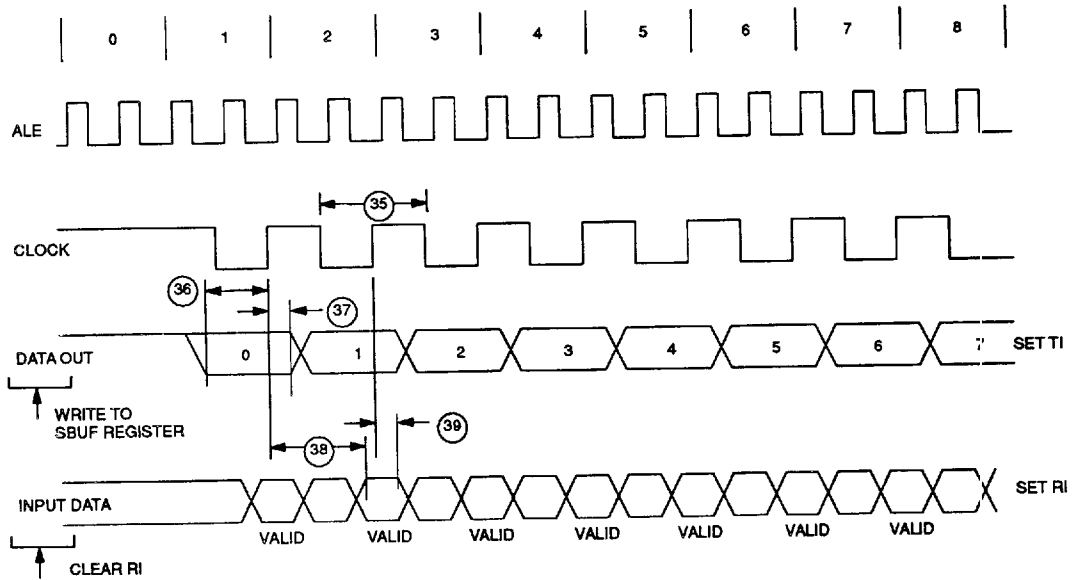 0 1 2 3 4 5 6 7 8
ALE
35
CLOCK
36
37
DATA OUT 0 1 2 3 4 5 6 7 SET TI
WRITE TO
SBUF REGISTER
39
38
INPUT DATA SET RI
VALID VALID VALID VALID VALID VALID VALID
CLEAR RI